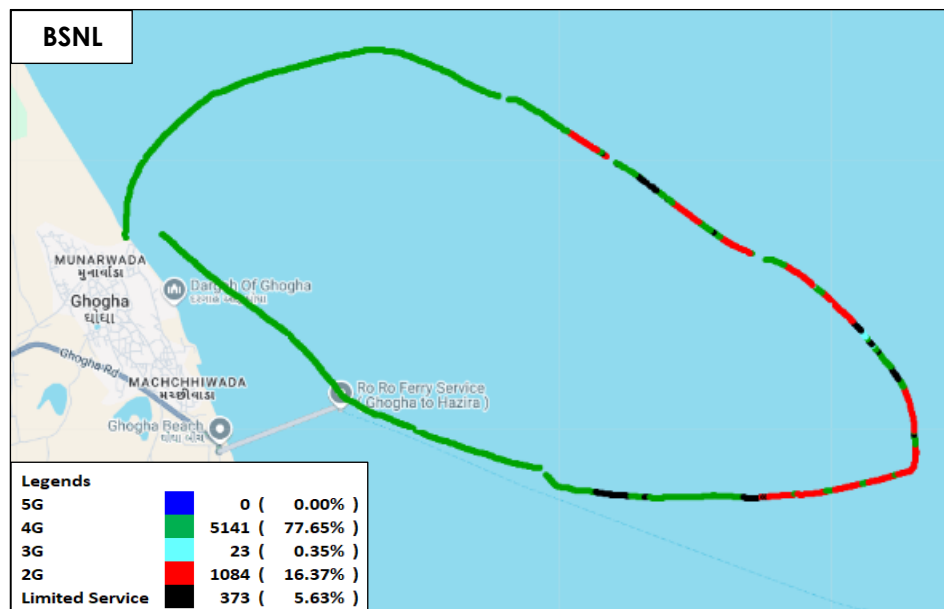 BSNL
MUNARWADA
મુનાર્વાડા
Dargah Of Ghogha
Ghogha
ઘોઘા
Ghogha Rd
MACHCHHIWADA
મચ્છીવાડા
Ro Ro Ferry Service
( Ghogha to Hazira )
Ghogha Beach
ઘોઘા બીચ
Legends
5G 0 ( 0.00% )
4G 5141 ( 77.65% )
3G 23 ( 0.35% )
2G 1084 ( 16.37% )
Limited Service 373 ( 5.63% )